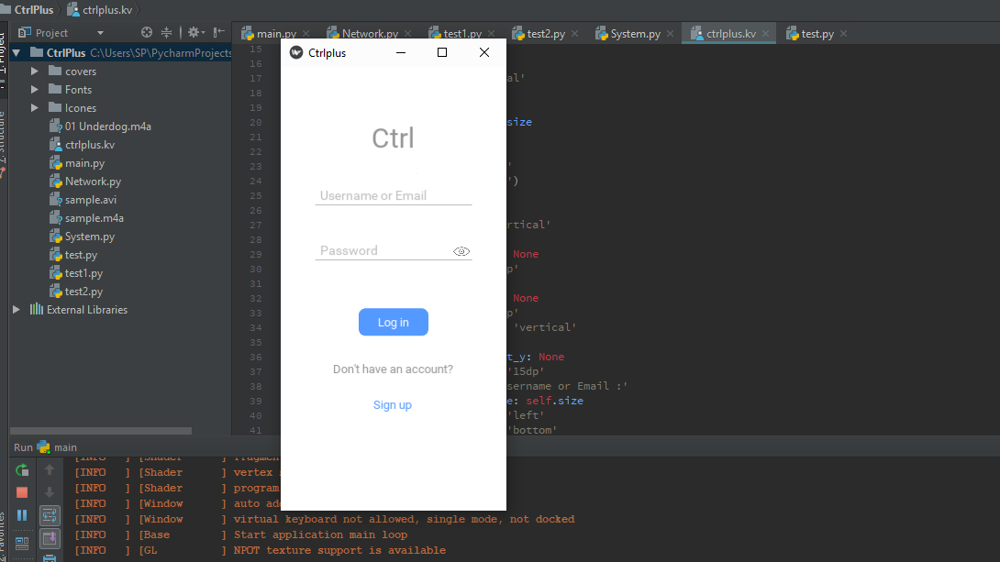 CtrlPlus
ctrlplus.kv
Project
main.py
Network.py
test1.py
test2.py
System.py
ctrlplus.kv
test.py
1: Project
CtrlPlus C:\Users\SP\PycharmProjects
covers
Fonts
Icones
01 Underdog.m4a
ctrlplus.kv
main.py
Network.py
sample.avi
sample.m4a
System.py
test.py
test1.py
test2.py
External Libraries
Z: Structure
15
16
17 al'
18
19
20 size
21
22
23 '
24 ')
25
26
27 rtical'
28
29 None
30 p'
31
32 None
33 p'
34 'vertical'
35
36 t_y: None
37 '15dp'
38 sername or Email :'
39 e: self.size
40 'left'
41 'bottom'
Ctrlplus
Ctrl
Username or Email
Password
Log in
Don't have an account?
Sign up
Run main
[INFO ] [Shader ] fragmen
[INFO ] [Shader ] vertex
[INFO ] [Shader ] program
[INFO ] [Window ] auto ad
[INFO ] [Window ] virtual keyboard not allowed, single mode, not docked
[INFO ] [Base ] Start application main loop
[INFO ] [GL ] NPOT texture support is available
2: Favorites